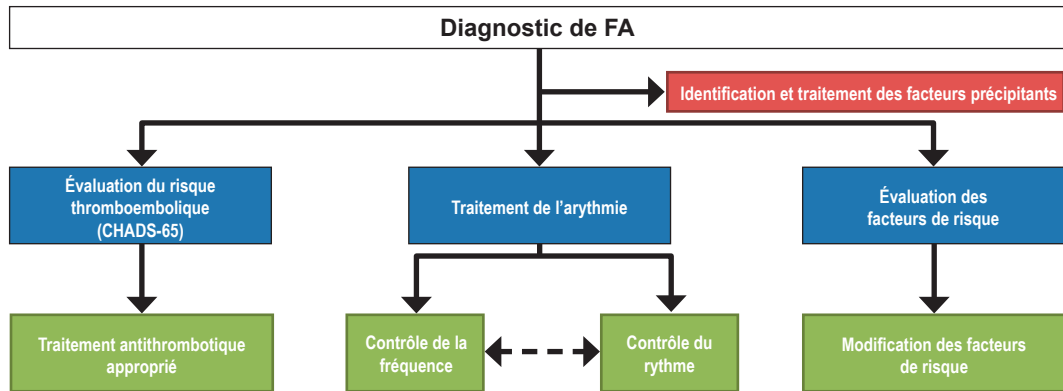 Diagnostic de FA
Identification et traitement des facteurs précipitants
Évaluation du risque
thromboembolique
(CHADS-65)
Traitement de l’arythmie
Évaluation des
facteurs de risque
Traitement antithrombotique
approprié
Contrôle de la
fréquence
Contrôle du
rythme
Modification des facteurs
de risque